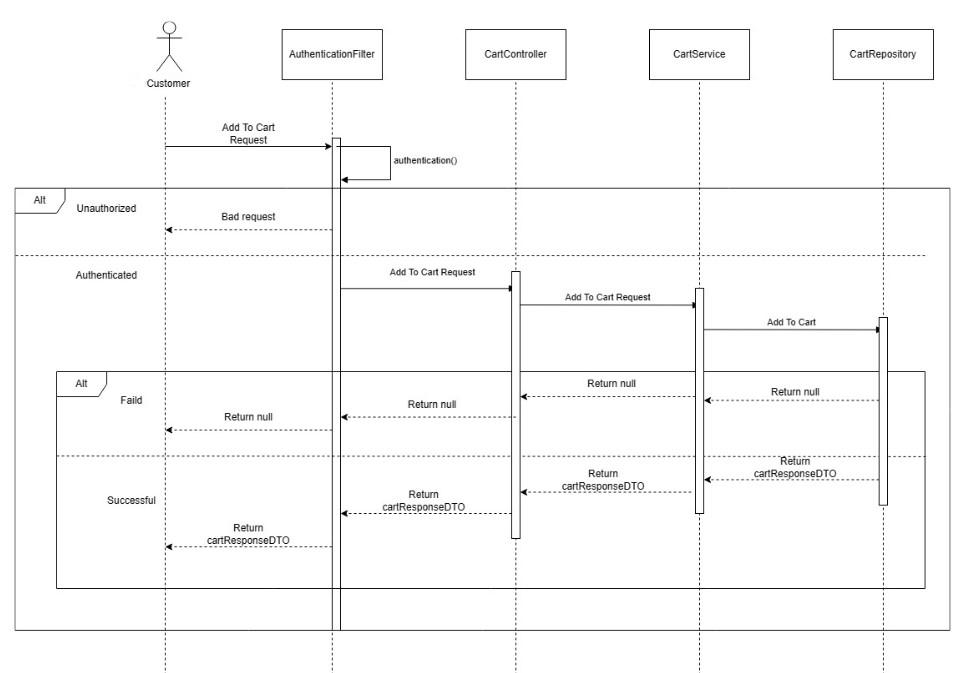 Customer
AuthenticationFilter
CartController
CartService
CartRepository
Add To Cart
Request
authentication()
Alt
Unauthorized
Bad request
Authenticated
Add To Cart Request
Add To Cart Request
Add To Cart
Alt
Faild
Return null
Return null
Return null
Return null
Successful
Return
cartResponseDTO
Return
cartResponseDTO
Return
cartResponseDTO
Return
cartResponseDTO